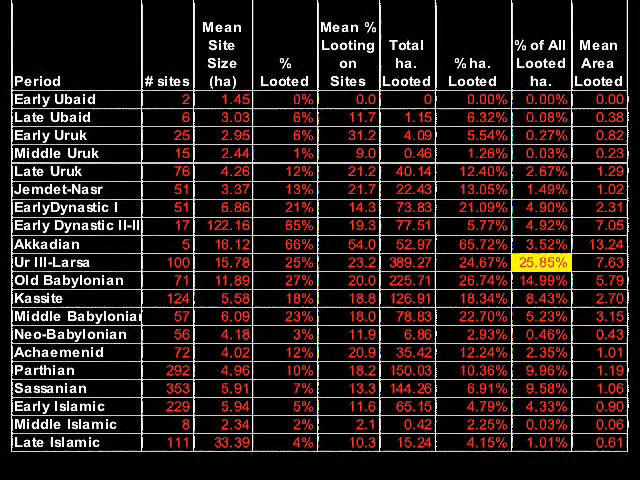 Period # sites Mean Site Size (ha) % Looted Mean % Looting on Sites Total ha. Looted % ha. Looted % of All Looted ha. Mean Area Looted
Early Ubaid 2 1.45 0% 0.0 0 0.00% 0.00% 0.00
Late Ubaid 6 3.03 6% 11.7 1.15 6.32% 0.08% 0.38
Early Uruk 25 2.95 6% 31.2 4.09 5.54% 0.27% 0.82
Middle Uruk 15 2.44 1% 9.0 0.46 1.26% 0.03% 0.23
Late Uruk 76 4.26 12% 21.2 40.14 12.40% 2.67% 1.29
Jemdet-Nasr 51 3.37 13% 21.7 22.43 13.05% 1.49% 1.02
EarlyDynastic I 51 6.86 21% 14.3 73.83 21.09% 4.90% 2.31
Early Dynastic II-II 17 122.16 65% 19.3 77.51 5.77% 4.92% 7.05
Akkadian 5 16.12 66% 54.0 52.97 65.72% 3.52% 13.24
Ur III-Larsa 100 15.78 25% 23.2 389.27 24.67% 25.85% 7.63
Old Babylonian 71 11.89 27% 20.0 225.71 26.74% 14.99% 5.79
Kassite 124 5.58 18% 18.8 126.91 18.34% 8.43% 2.70
Middle Babylonian 57 6.09 23% 18.0 78.83 22.70% 5.23% 3.15
Neo-Babylonian 56 4.18 3% 11.9 6.86 2.93% 0.46% 0.43
Achaemenid 72 4.02 12% 20.9 35.42 12.24% 2.35% 1.01
Parthian 292 4.96 10% 18.2 150.03 10.36% 9.96% 1.19
Sassanian 353 5.91 7% 13.3 144.26 6.91% 9.58% 1.06
Early Islamic 229 5.94 5% 11.6 65.15 4.79% 4.33% 0.90
Middle Islamic 8 2.34 2% 2.1 0.42 2.25% 0.03% 0.06
Late Islamic 111 33.39 4% 10.3 15.24 4.15% 1.01% 0.61